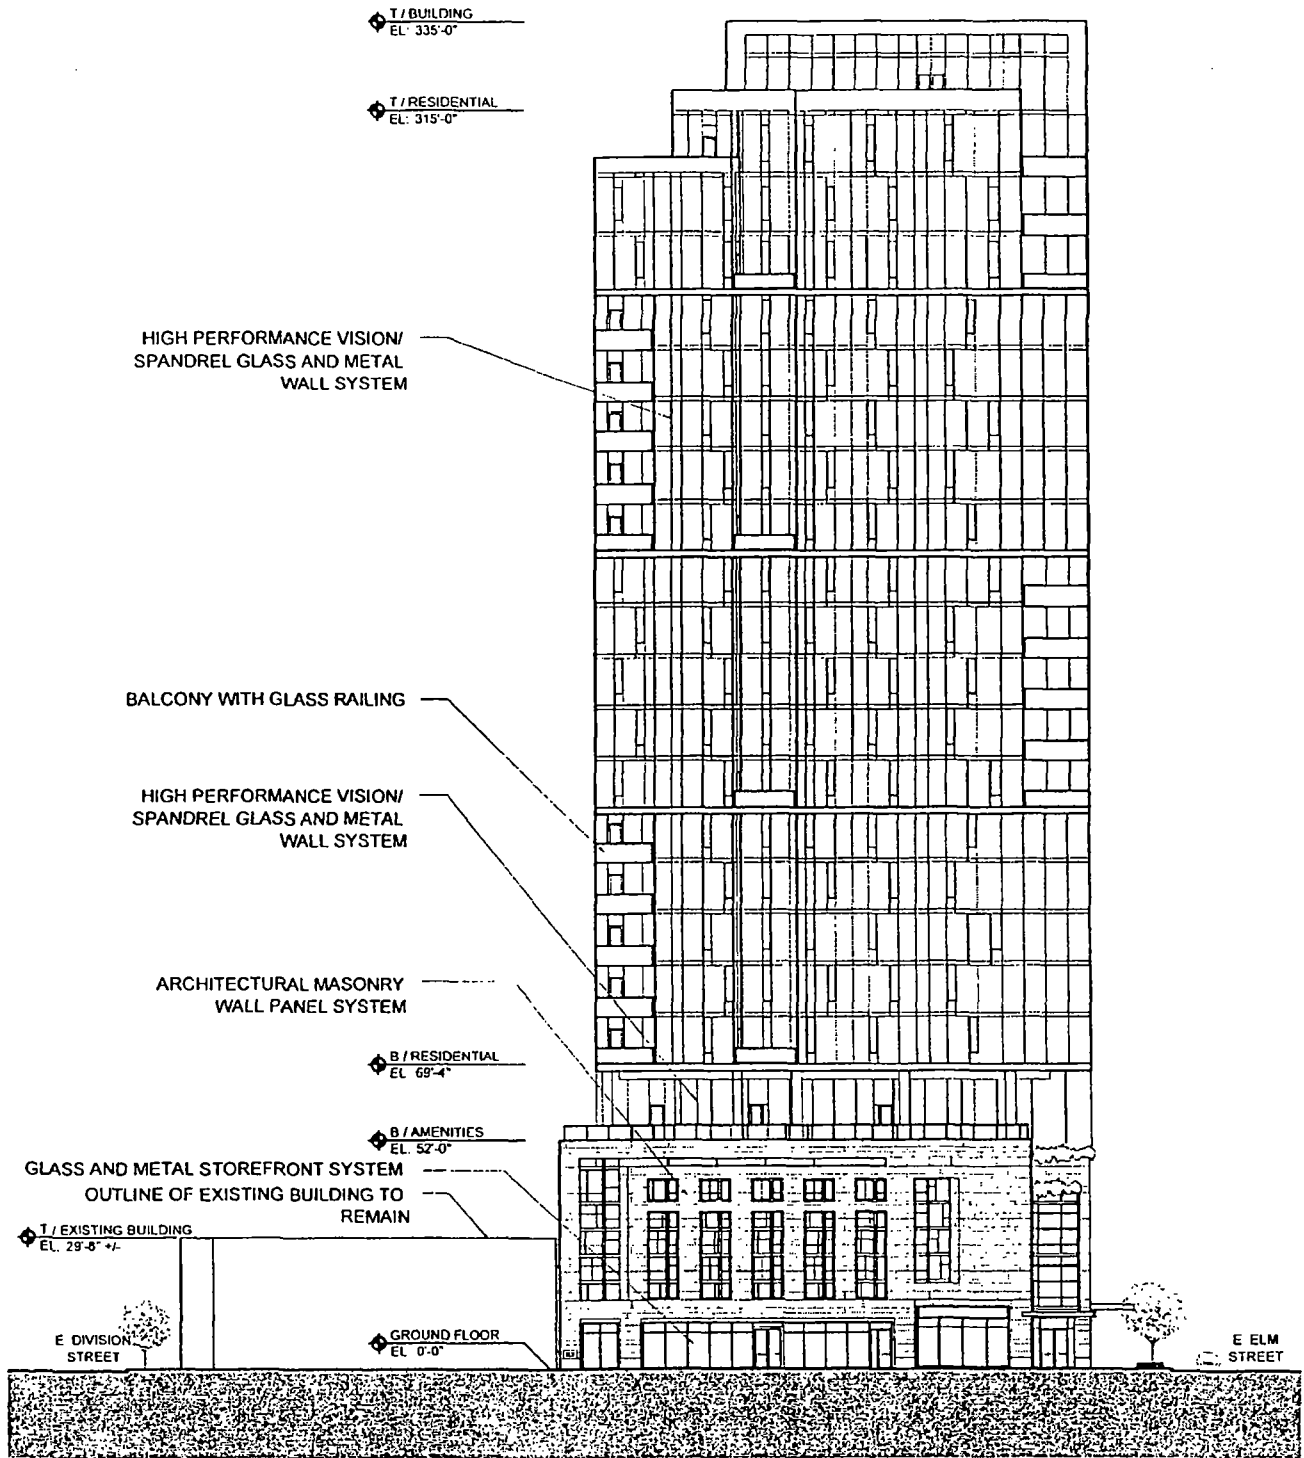 T / BUILDING
EL: 335'-0"
T / RESIDENTIAL
EL: 315'-0"
HIGH PERFORMANCE VISION/
SPANDREL GLASS AND METAL
WALL SYSTEM
BALCONY WITH GLASS RAILING
HIGH PERFORMANCE VISION/
SPANDREL GLASS AND METAL
WALL SYSTEM
ARCHITECTURAL MASONRY
WALL PANEL SYSTEM
B / RESIDENTIAL
EL 69'-4"
B / AMENITIES
EL. 52'-0"
GLASS AND METAL STOREFRONT SYSTEM
OUTLINE OF EXISTING BUILDING TO
REMAIN
T / EXISTING BUILDING
EL. 29'-6" +/-
E DIVISION
STREET
GROUND FLOOR
EL 0'-0"
E ELM
STREET